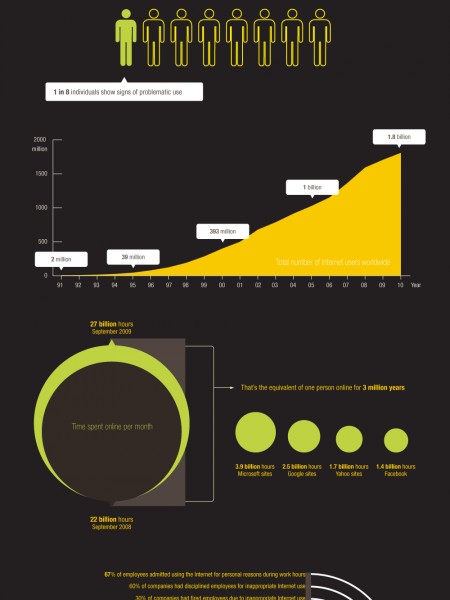 1 in 8 individuals show signs of problematic use
2000
million
1.8 billion
1500
1000
1 billion
500
393 million
39 million
2 million
0
Total number of Internet users worldwide
91 92 93 94 95 96 97 98 99 00 01 02 03 04 05 06 07 08 09 10 Year
27 billion hours
September 2009
That's the equivalent of one person online for 3 million years
Time spent online per month
3.9 billion hours
Microsoft sites
2.5 billion hours
Google sites
1.7 billion hours
Yahoo sites
1.4 billion hours
Facebook
22 billion hours
September 2008
67% of employees admitted using the Internet for personal reasons during work hours
60% of companies had disciplined employees for inappropriate Internet use
30% of companies had fired employees due to inappropriate Internet use